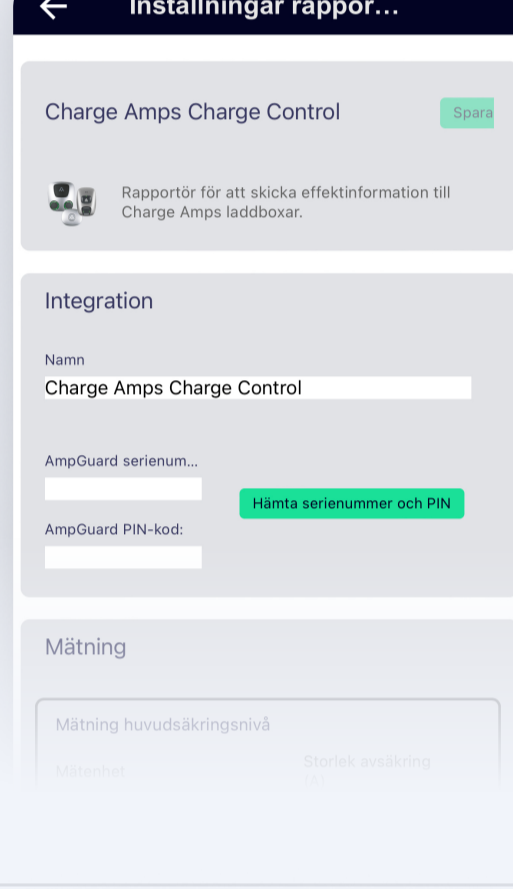 Inställningar rappor...
Charge Amps Charge Control
Spara
Rapportör för att skicka effektinformation till
Charge Amps laddboxar.
Integration
Namn
Charge Amps Charge Control
AmpGuard serienum...
Hämta serienummer och PIN
AmpGuard PIN-kod:
Mätning
Mätning huvudsäkringsnivå
Storlek avsäkring
Mätenhet
(A)